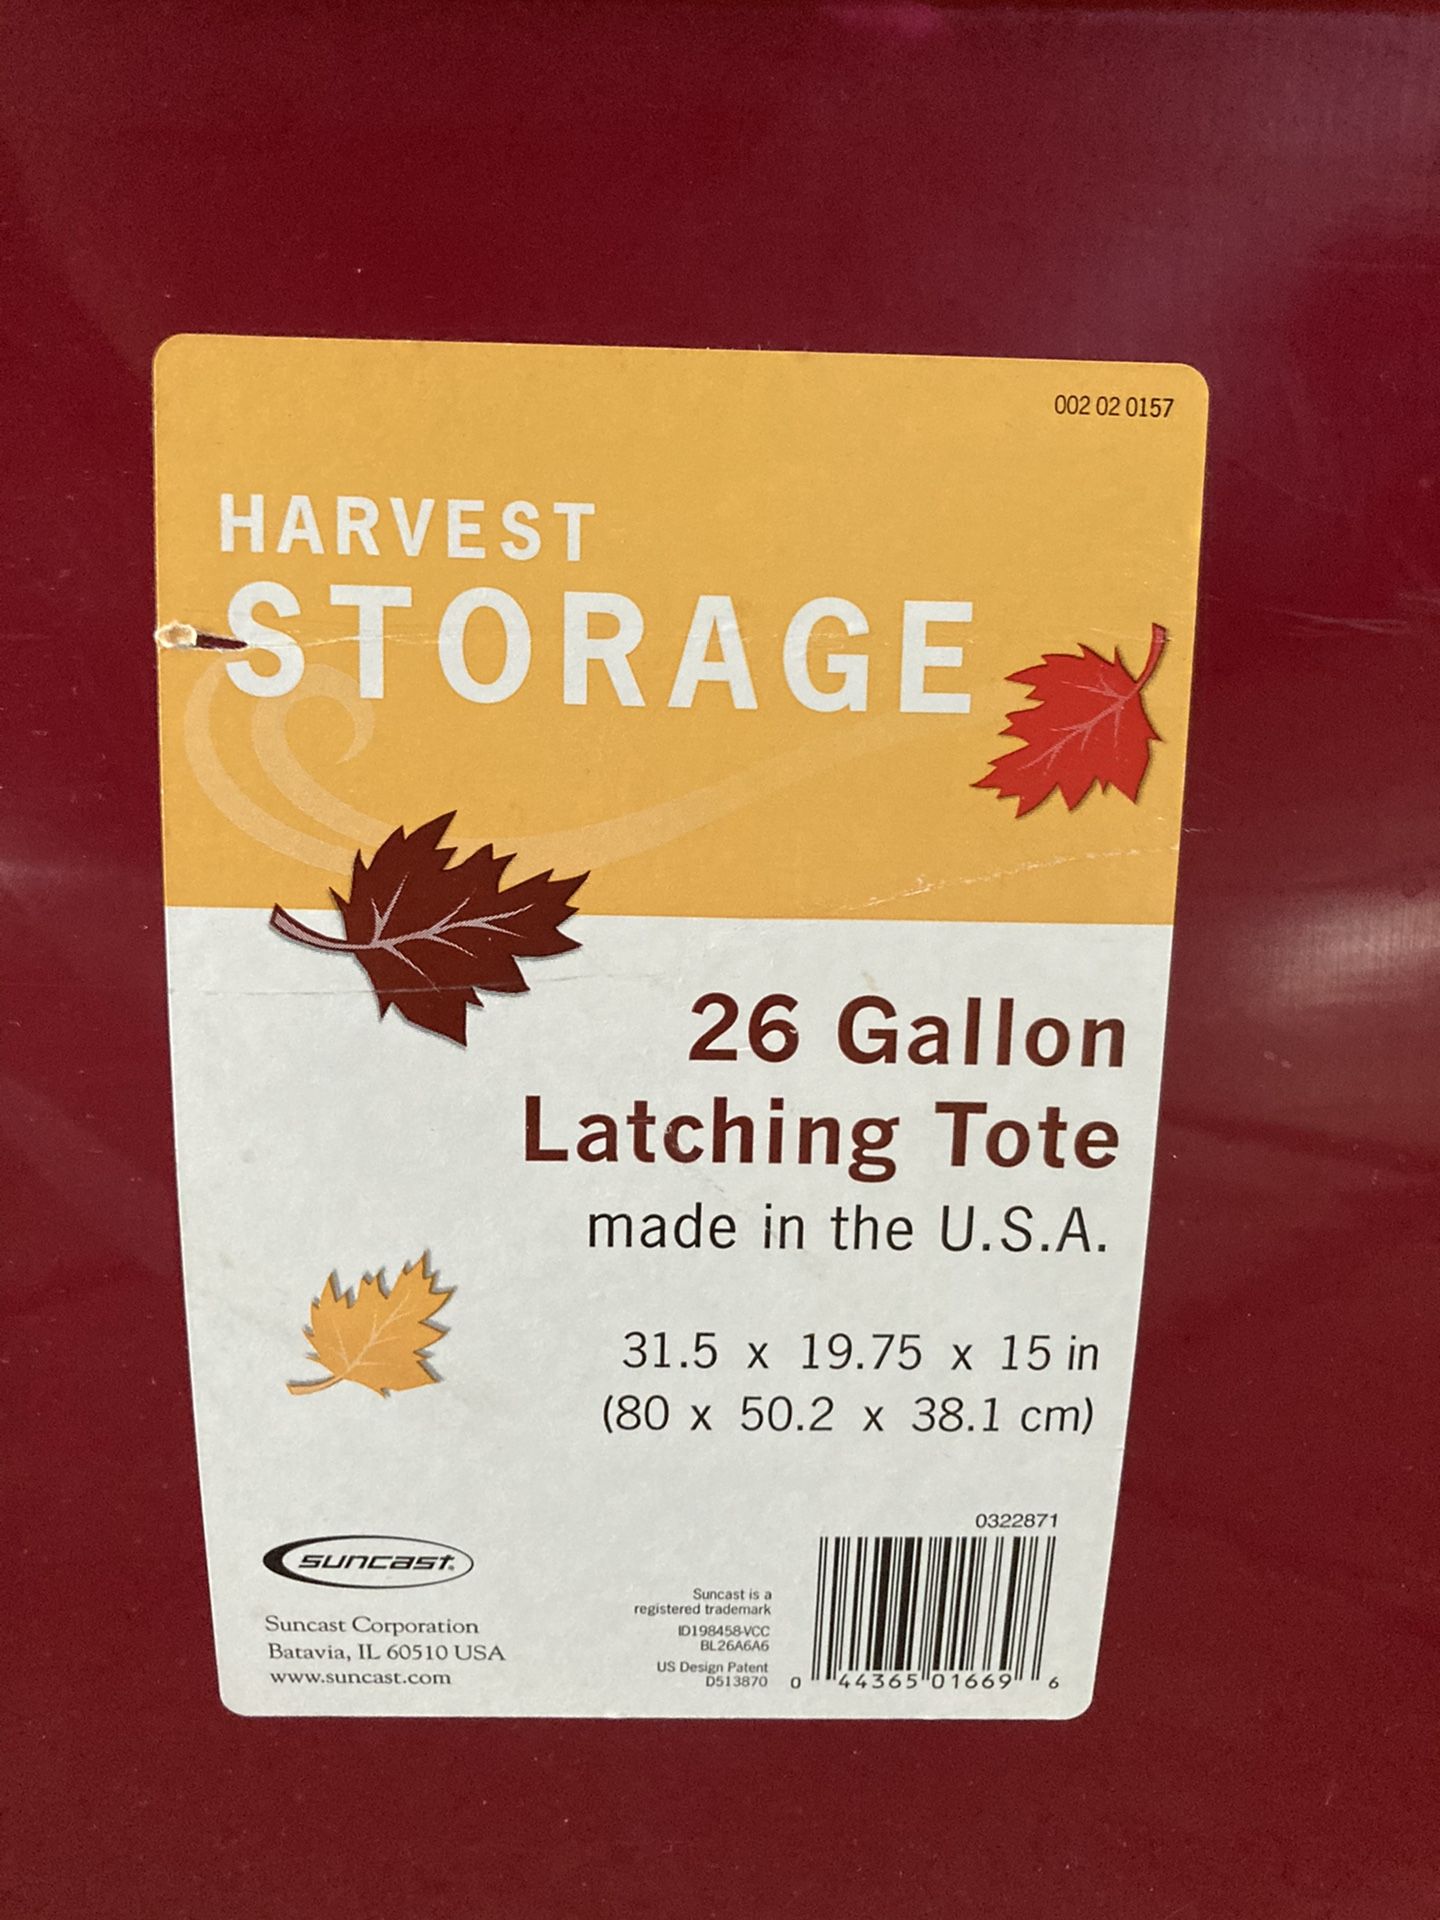 002 02 0157
HARVEST
STORAGE
26 Gallon
Latching Tote
made in the U.S.A.
31.5 x 19.75 x 15 in
(80 x 50.2 x 38.1 cm)
suncast®
Suncast Corporation
Batavia, IL 60510 USA
www.suncast.com
Suncast is a
registered trademark
ID198458-VCC
BL26A6A6
US Design Patent
D513870
0322871
0 44365 01669 6